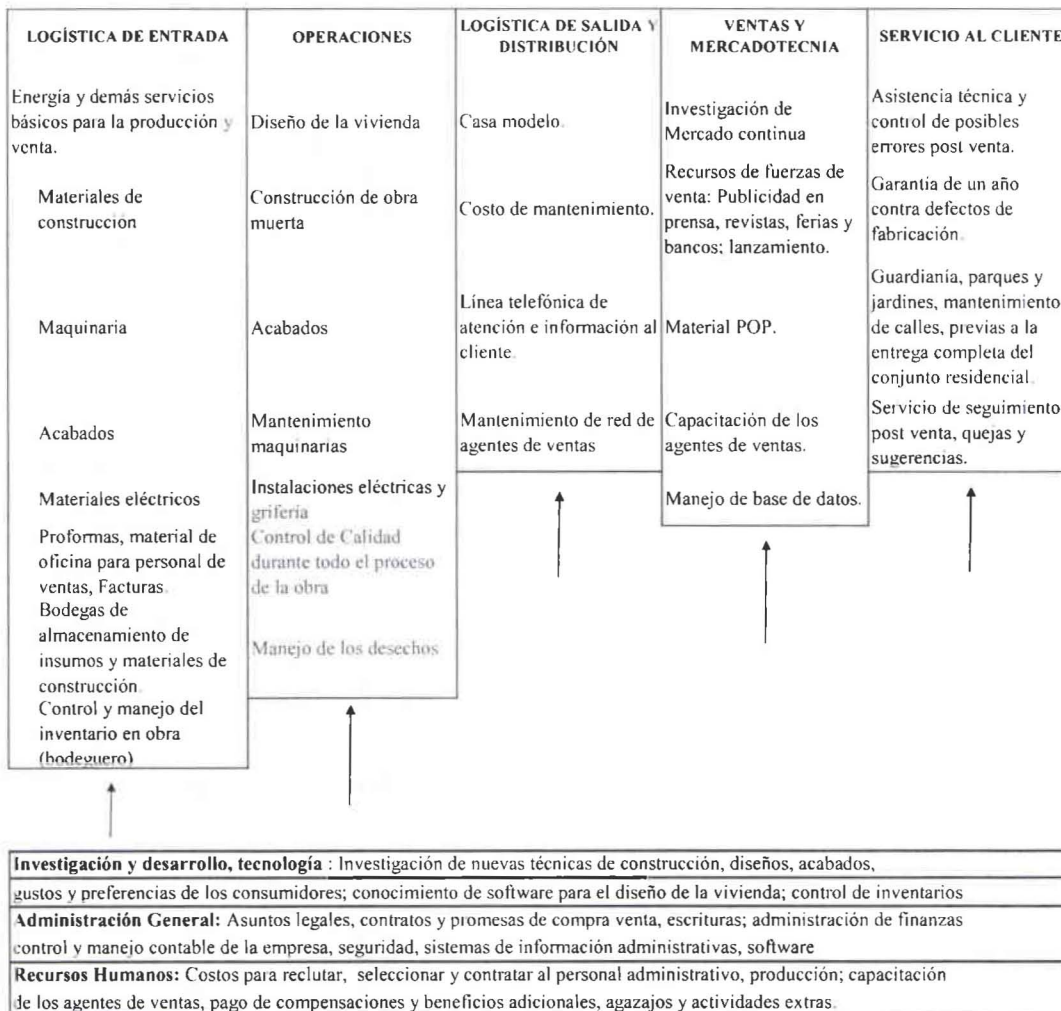 LOGÍSTICA DE ENTRADA
Energía y demás servicios
básicos para la producción y
venta.
Materiales de
construcción
Maquinaria
Acabados
Materiales eléctricos
Proformas, material de
oficina para personal de
ventas, Facturas.
Bodegas de
almacenamiento de
insumos y materiales de
construcción.
Control y manejo del
inventario en obra
(bodeguero)
OPERACIONES
Diseño de la vivienda
Construcción de obra
muerta
Acabados
Mantenimiento
maquinarias
Instalaciones eléctricas y
grifería
Control de Calidad
durante todo el proceso
de la obra
Manejo de los desechos
LOGÍSTICA DE SALIDA Y
DISTRIBUCIÓN
Casa modelo.
Costo de mantenimiento.
Línea telefónica de
atención e información al
cliente.
Mantenimiento de red de
agentes de ventas
VENTAS Y
MERCADOTECNIA
Investigación de
Mercado continua
Recursos de fuerzas de
venta: Publicidad en
prensa, revistas, ferias y
bancos; lanzamiento.
Material POP.
Capacitación de los
agentes de ventas.
Manejo de base de datos.
SERVICIO AL CLIENTE
Asistencia técnica y
control de posibles
errores post venta.
Garantía de un año
contra defectos de
fabricación.
Guardianía, parques y
jardines, mantenimiento
de calles, previas a la
entrega completa del
conjunto residencial.
Servicio de seguimiento
post venta, quejas y
sugerencias.
Investigación y desarrollo, tecnología : Investigación de nuevas técnicas de construcción, diseños, acabados,
gustos y preferencias de los consumidores; conocimiento de software para el diseño de la vivienda; control de inventarios
Administración General: Asuntos legales, contratos y promesas de compra venta, escrituras; administración de finanzas
control y manejo contable de la empresa, seguridad, sistemas de información administrativas, software
Recursos Humanos: Costos para reclutar, seleccionar y contratar al personal administrativo, producción; capacitación
de los agentes de ventas, pago de compensaciones y beneficios adicionales, agazajos y actividades extras.